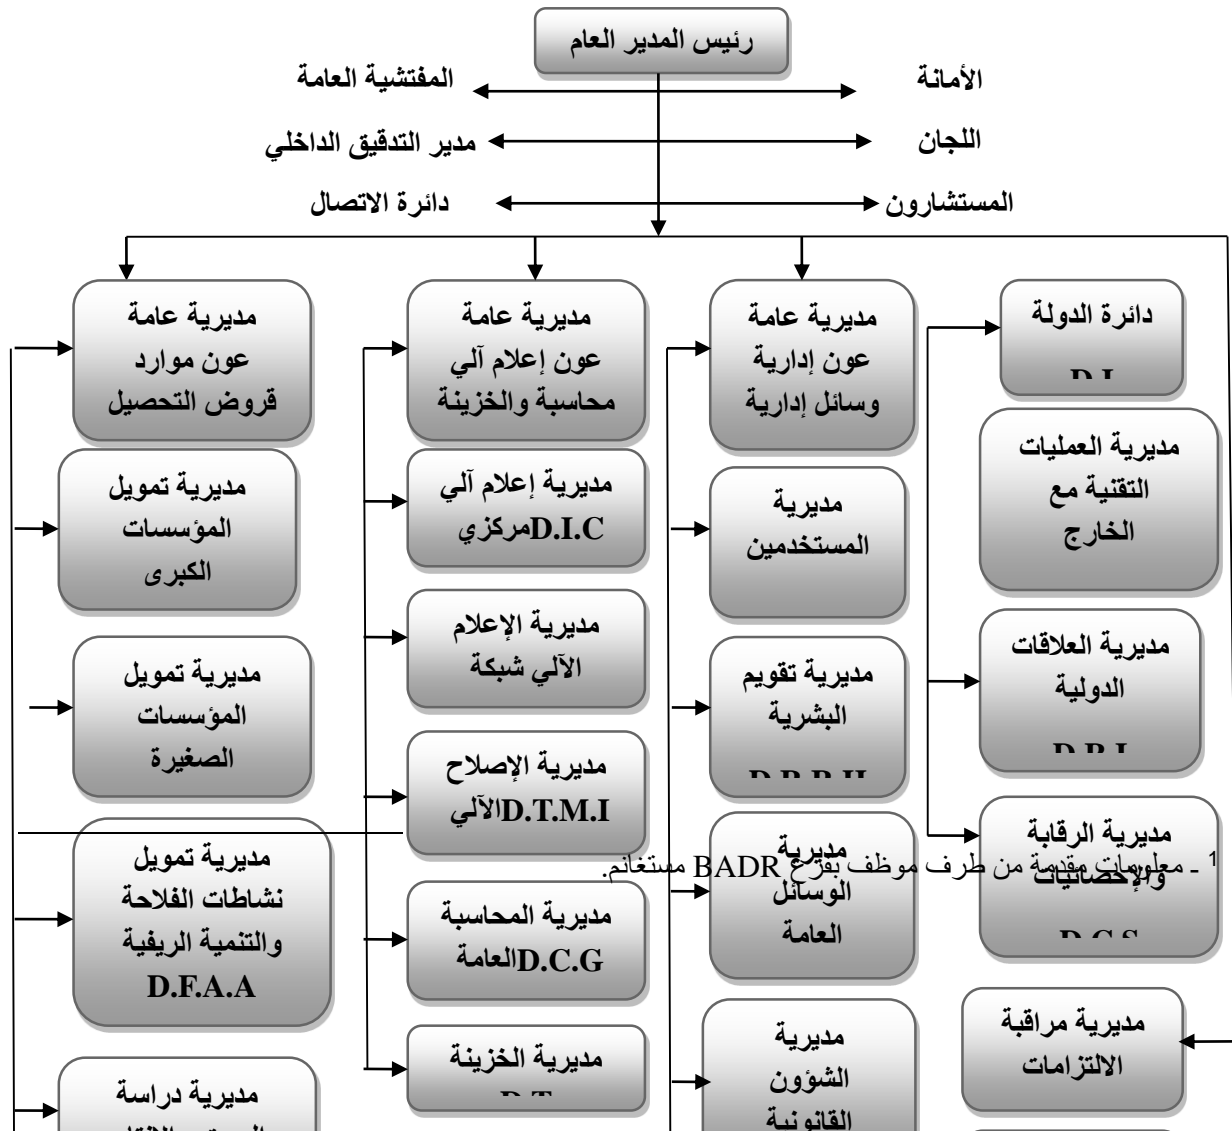 رئيس المدير العام
الأمانة
المفتشية العامة
اللجان
مدير التدقيق الداخلي
المستشارون
دائرة الاتصال
دائرة الدولة
D.I
مديرية العمليات
التقنية مع
الخارج
مديرية العلاقات
الدولية
D.R.I
مديرية الرقابة
والإحصائيات
D.C.S
مديرية مراقبة
الالتزامات
مديرية عامة
عون إدارية
وسائل إدارية
مديرية
المستخدمين
مديرية تقويم
البشرية
مديرية
الوسائل
العامة
مديرية
الشؤون
القانونية
مديرية عامة
عون إعلام آلي
محاسبة والخزينة
مديرية إعلام آلي
مركزيD.I.C
مديرية الإعلام
الآلي شبكة
مديرية الإصلاح
الآليD.T.M.I
مديرية المحاسبة
العامةD.C.G
مديرية الخزينة
مديرية عامة
عون موارد
قروض التحصيل
مديرية تمويل
المؤسسات
الكبرى
مديرية تمويل
المؤسسات
الصغيرة
مديرية تمويل
نشاطات الفلاحة
والتنمية الريفية
D.F.A.A
مديرية دراسة
1 ـ معلومات مقدمة من طرف موظف بفرع BADR مستغانم.